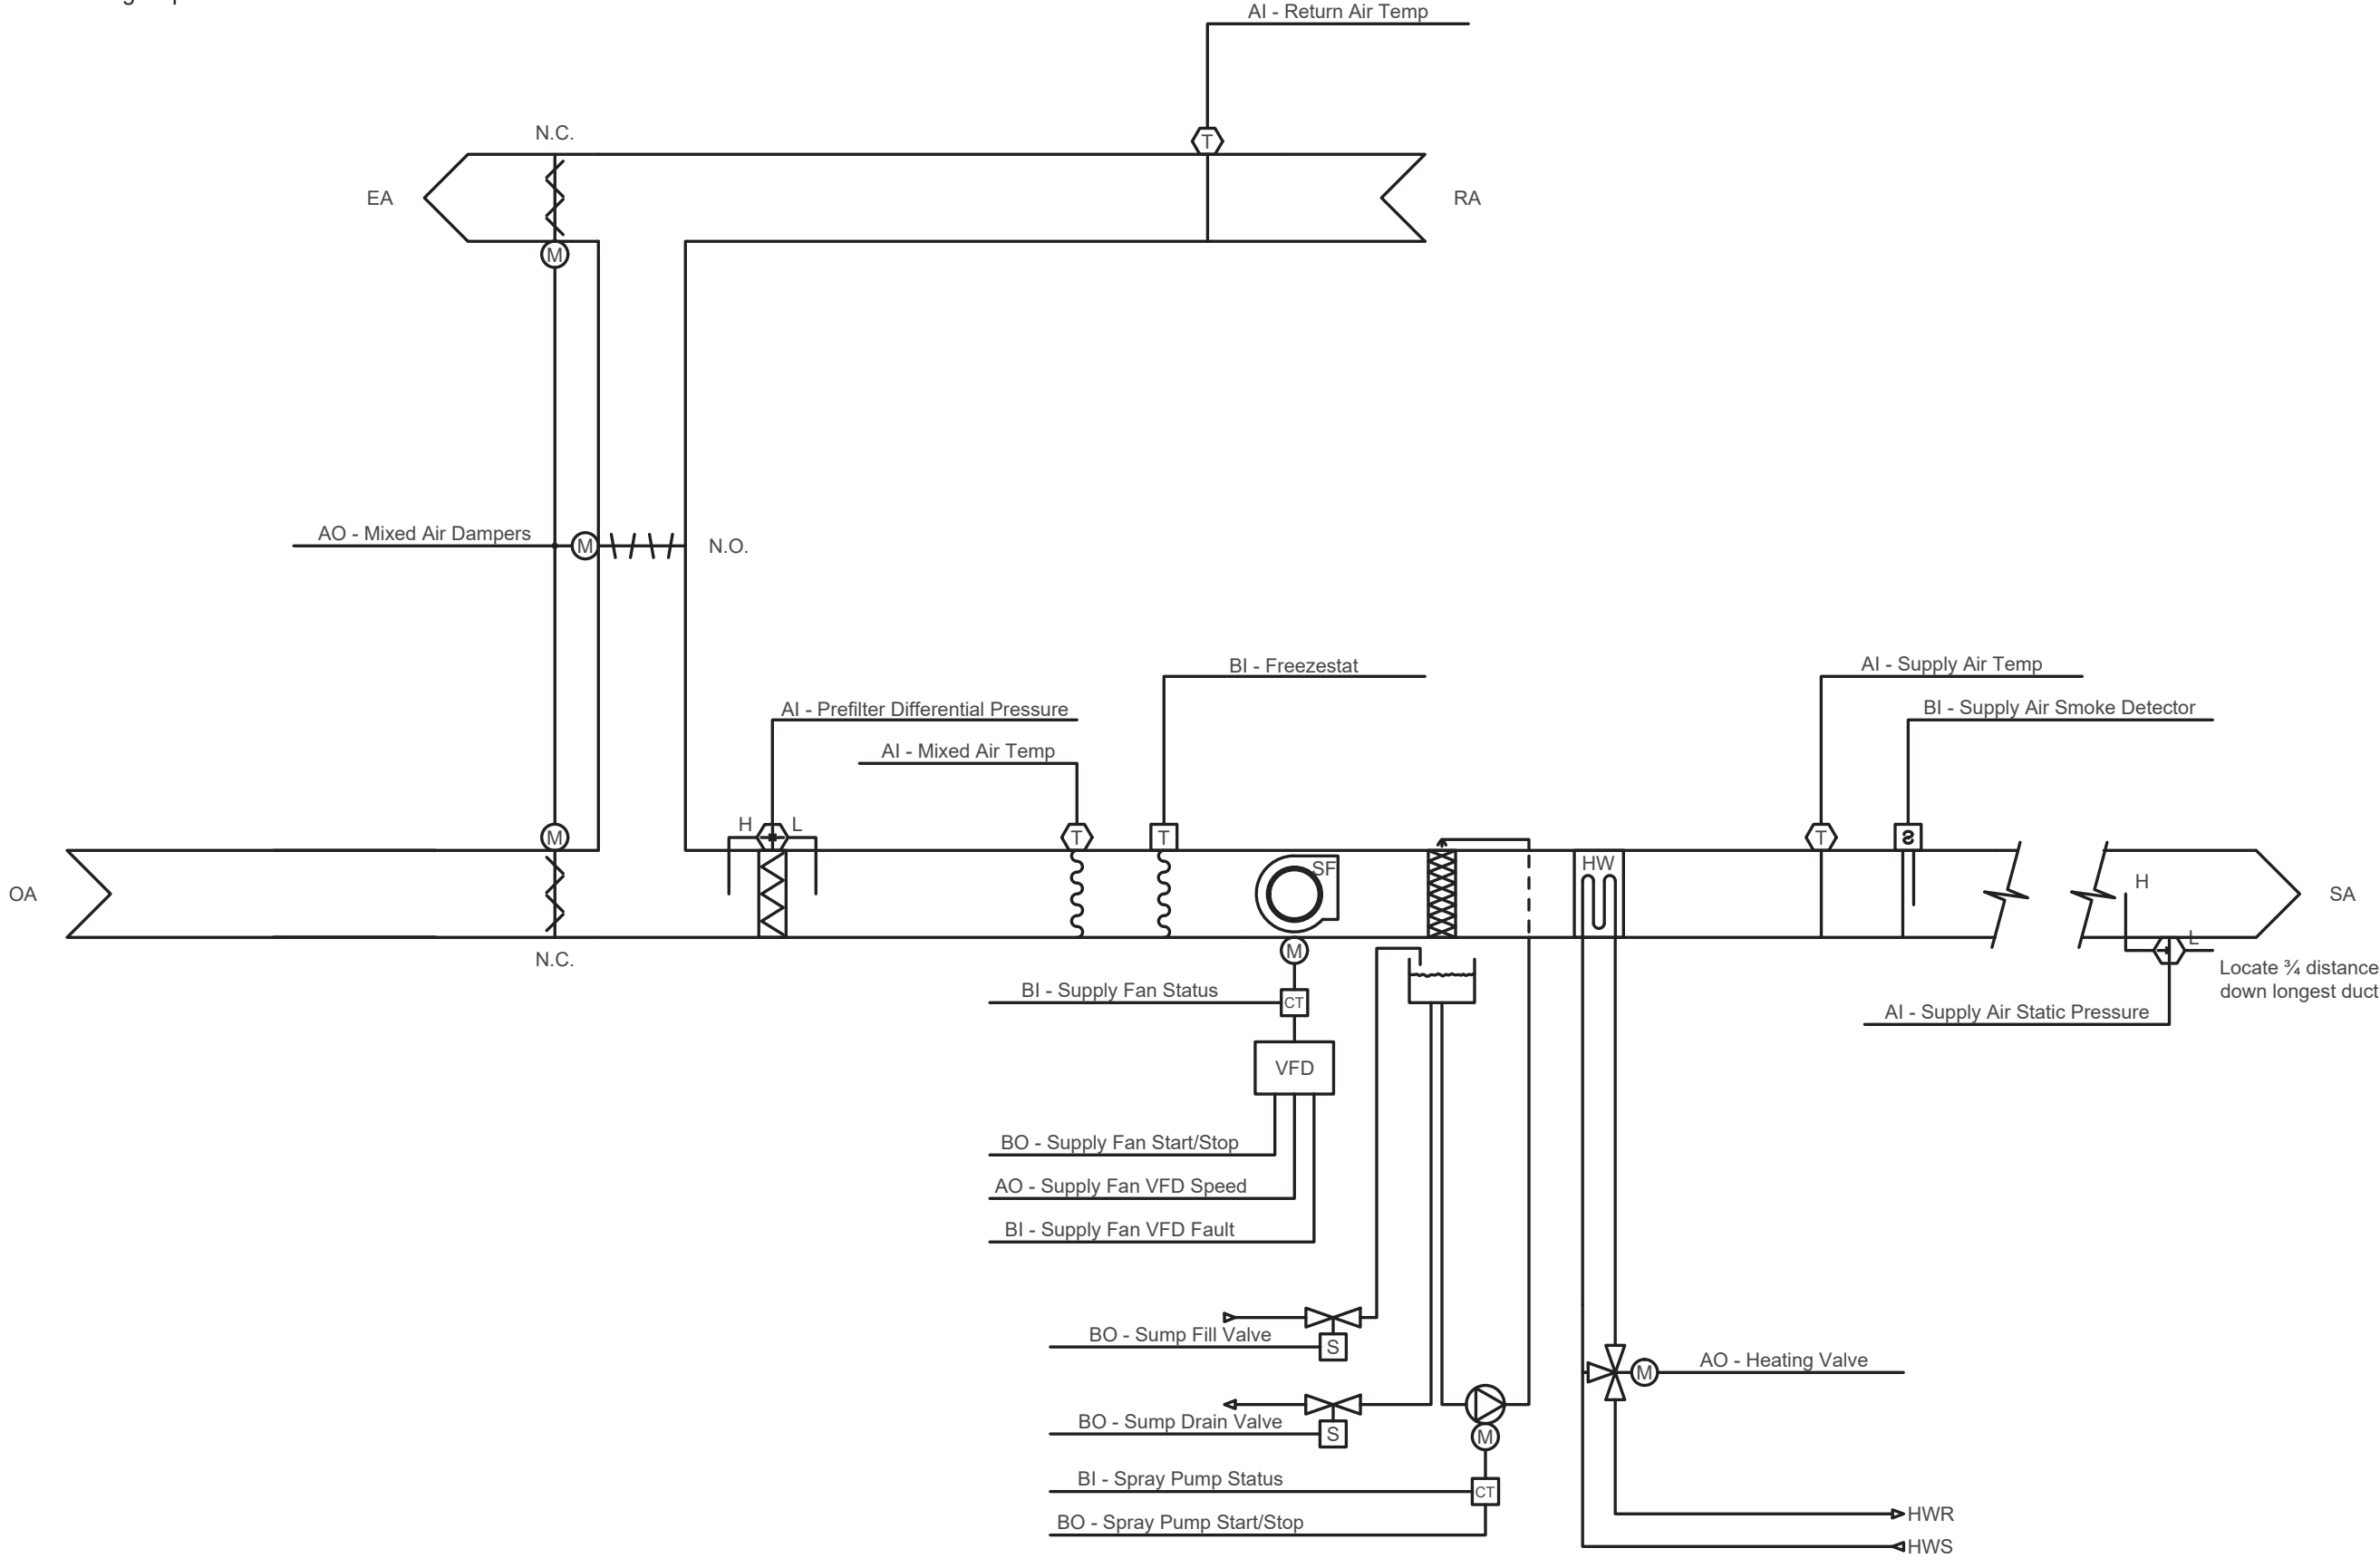 AI - Return Air Temp
N.C.
T
EA
RA
M
AO - Mixed Air Dampers
M
N.O.
AI - Supply Air Temp
BI - Freezestat
BI - Supply Air Smoke Detector
AI - Prefilter Differential Pressure
AI - Mixed Air Temp
H
L
M
T
T
T
S
HW
SF
H
OA
SA
L
M
N.C.
Locate ¾ distance
down longest duct
BI - Supply Fan Status
CT
AI - Supply Air Static Pressure
VFD
BO - Supply Fan Start/Stop
AO - Supply Fan VFD Speed
BI - Supply Fan VFD Fault
BO - Sump Fill Valve
S
AO - Heating Valve
M
BO - Sump Drain Valve
S
M
BI - Spray Pump Status
CT
HWR
BO - Spray Pump Start/Stop
HWS